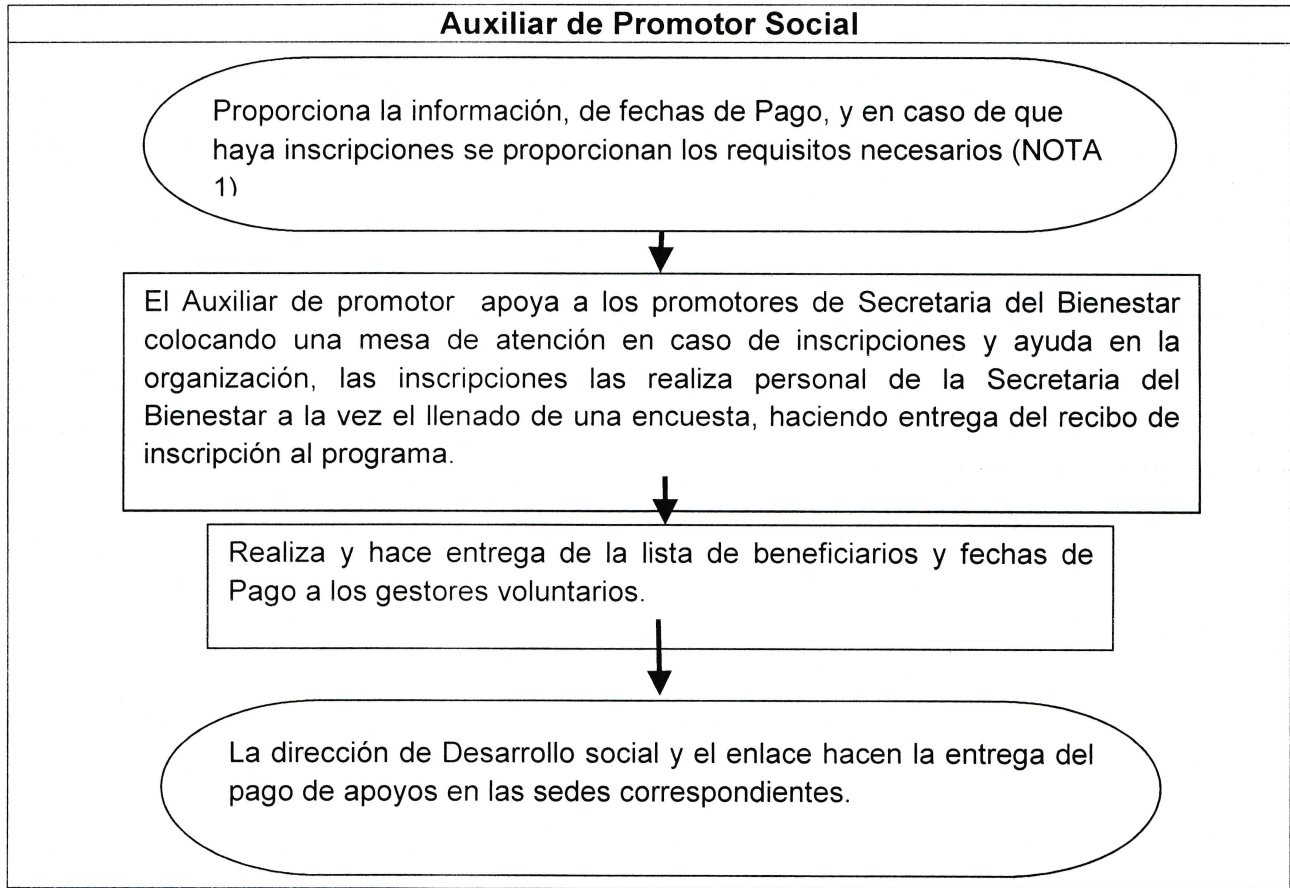 Auxiliar de Promotor Social
Proporciona la información, de fechas de Pago, y en caso de que
haya inscripciones se proporcionan los requisitos necesarios (NOTA
1)
El Auxiliar de promotor apoya a los promotores de Secretaria del Bienestar
colocando una mesa de atención en caso de inscripciones y ayuda en la
organización, las inscripciones las realiza personal de la Secretaria del
Bienestar a la vez el llenado de una encuesta, haciendo entrega del recibo de
inscripción al programa.
Realiza y hace entrega de la lista de beneficiarios y fechas de
Pago a los gestores voluntarios.
La dirección de Desarrollo social y el enlace hacen la entrega del
pago de apoyos en las sedes correspondientes.